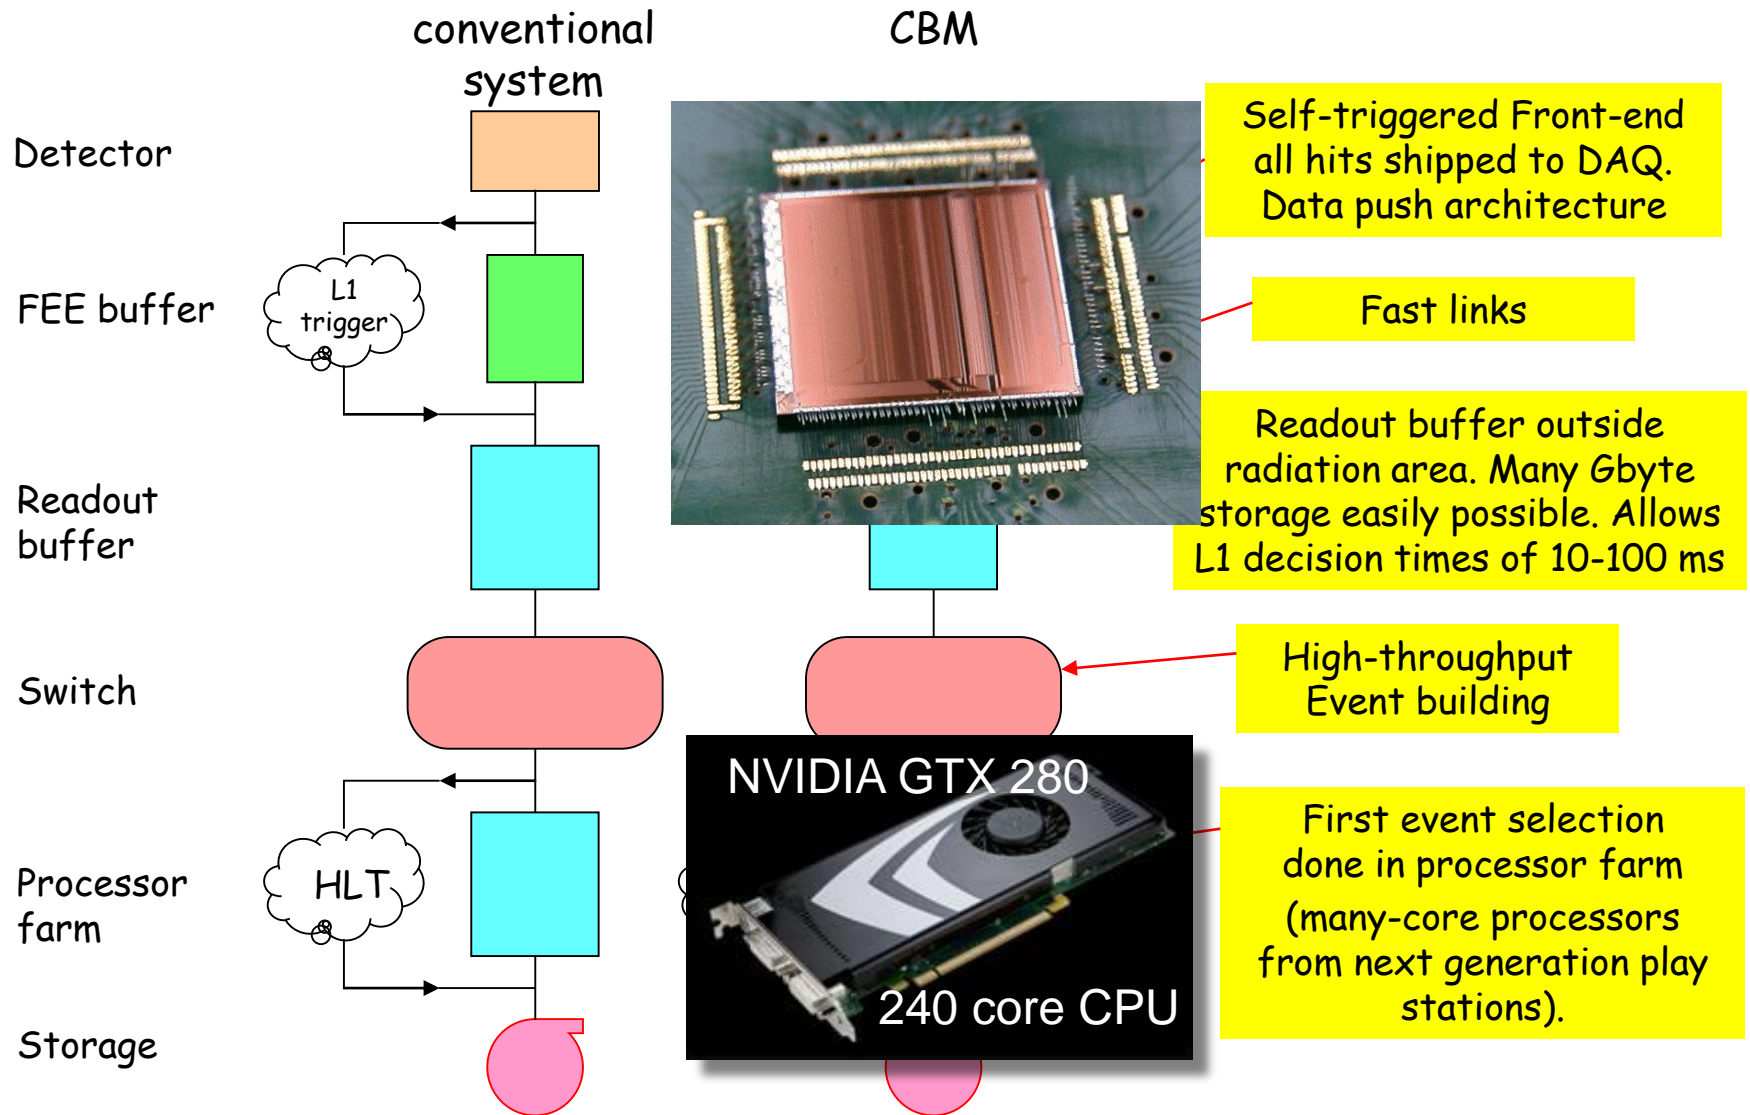 conventional
system
CBM
Detector
Self-triggered Front-end
all hits shipped to DAQ.
Data push architecture
FEE buffer
L1
trigger
Fast links
Readout
buffer
Readout buffer outside
radiation area. Many Gbyte
storage easily possible. Allows
L1 decision times of 10-100 ms
Switch
High-throughput
Event building
NVIDIA GTX 280
240 core CPU
Processor
farm
HLT
First event selection
done in processor farm
(many-core processors
from next generation play
stations).
Storage